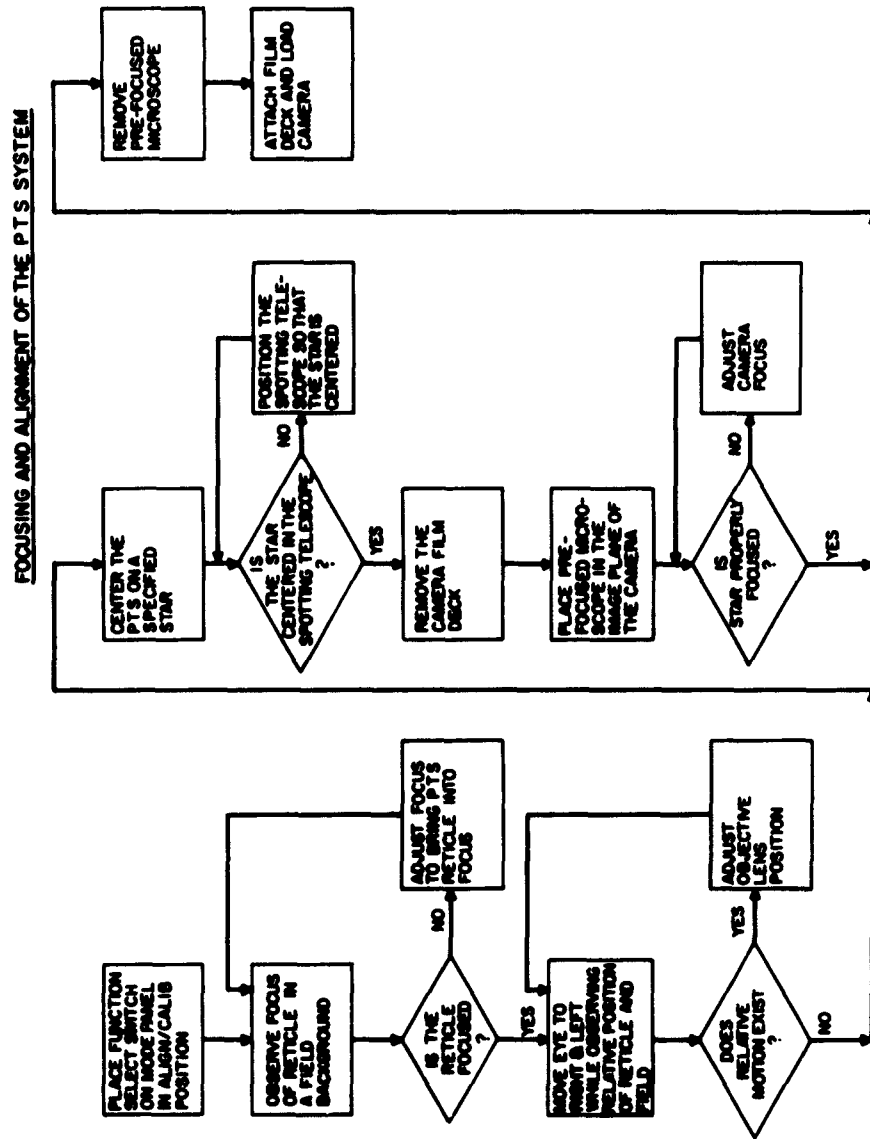 FOCUSING AND ALIGNMENT OF THE PTS SYSTEM
PLACE FUNCTION
SELECT SWITCH
ON MODE PANEL
IN ALIGN/CALIB
POSITION
OBSERVE FOCUS
OF RETICLE IN
A FIELD
BACKGROUND
IS THE
RETICLE
FOCUSED
?
NO
ADJUST FOCUS
TO BRING PTS
RETICLE INTO
FOCUS
YES
MOVE EYE TO
RIGHT & LEFT
WHILE OBSERVING
RELATIVE POSITION
OF RETICLE AND
FIELD
DOES
RELATIVE
MOTION EXIST
?
YES
ADJUST
OBJECTIVE
LENS
POSITION
NO
CENTER THE
PTS ON A
SPECIFIED
STAR
IS
THE STAR
CENTERED IN THE
SPOTTING TELESCOPE
?
NO
POSITION THE
SPOTTING TELE-
SCOPE SO THAT
THE STAR IS
CENTERED
YES
REMOVE THE
CAMERA FILM
DECK
PLACE PRE-
FOCUSED MICRO-
SCOPE IN THE
IMAGE PLANE OF
THE CAMERA
IS
STAR PROPERLY
FOCUSED
?
NO
ADJUST
CAMERA
FOCUS
YES
REMOVE
PRE-FOCUSED
MICROSCOPE
ATTACH FILM
DECK AND LOAD
CAMERA